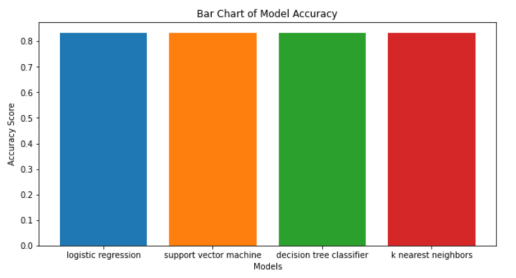 Bar Chart of Model Accuracy
0.8
0.7
0.6
0.5
0.4
0.3
0.2
0.1
0.0
Accuracy Score
logistic regression support vector machine decision tree classifier k nearest neighbors
Models